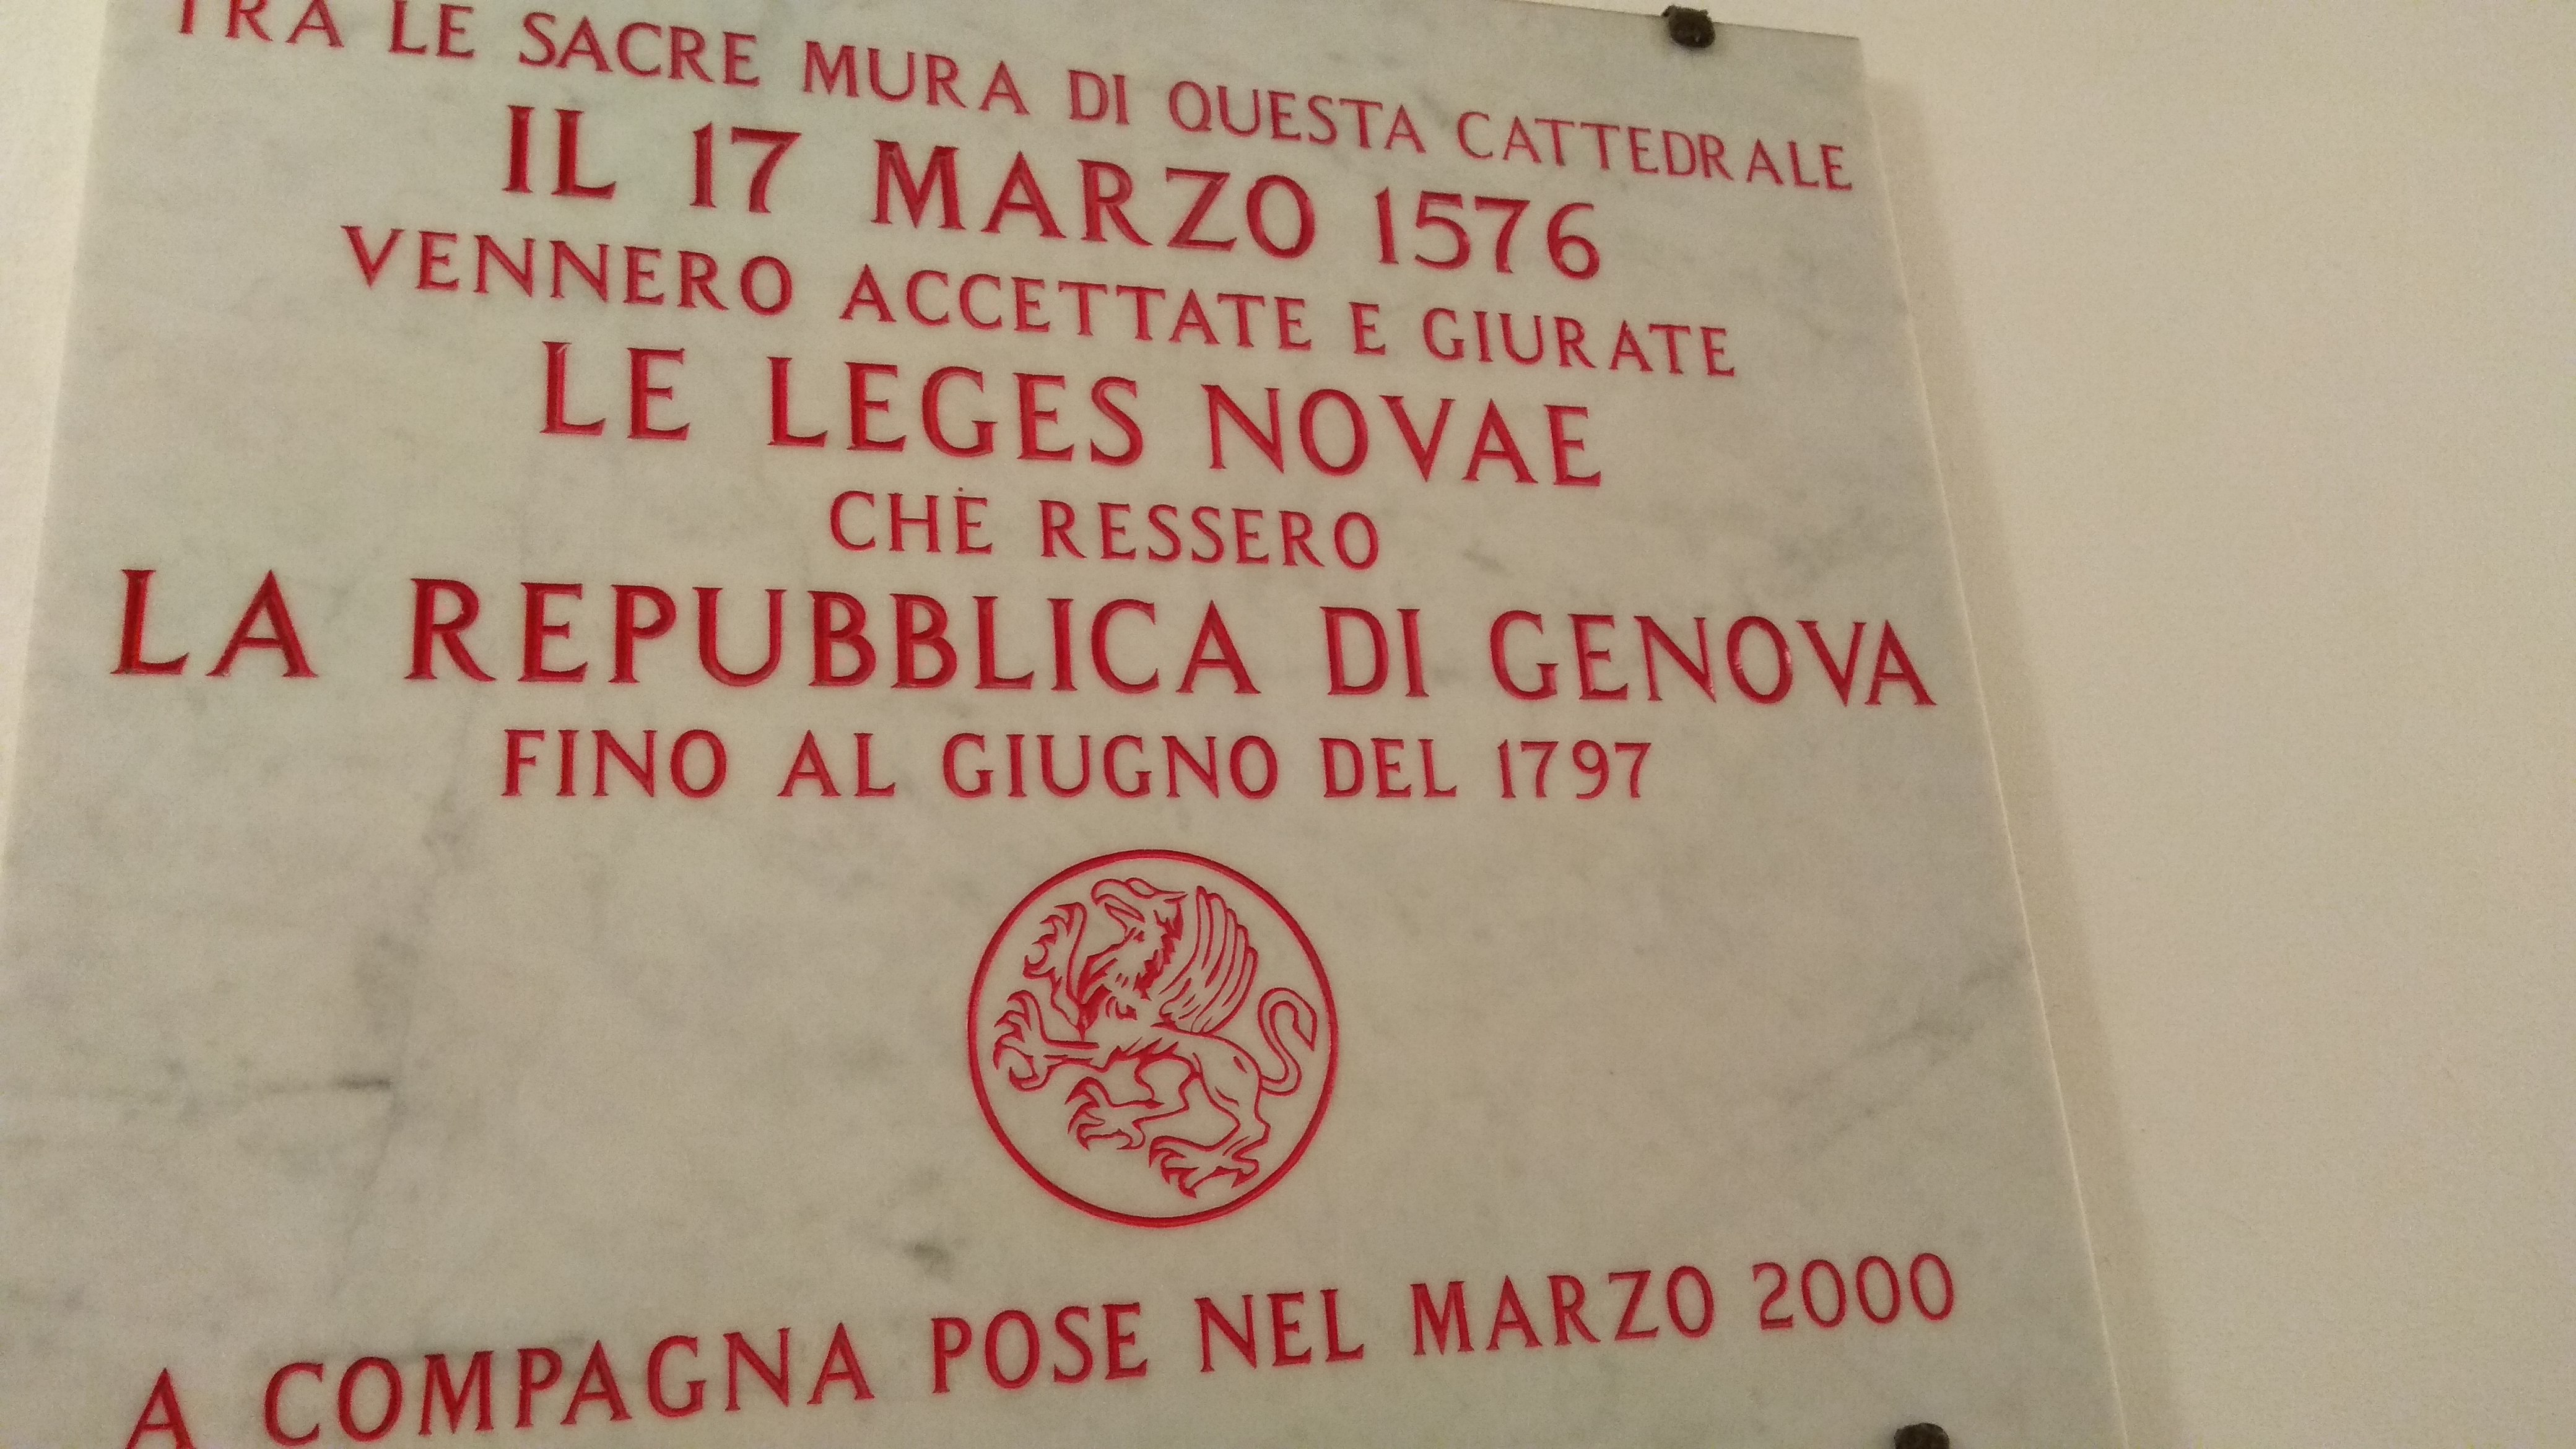 TRA LE SACRE MURA DI QUESTA CATTEDRALE
IL 17 MARZO 1576
VENNERO ACCETTATE E GIURATE
LE LEGES NOVAE
CHE RESSERO
LA REPUBBLICA DI GENOVA
FINO AL GIUGNO DEL 1797
A COMPAGNA POSE NEL MARZO 2000